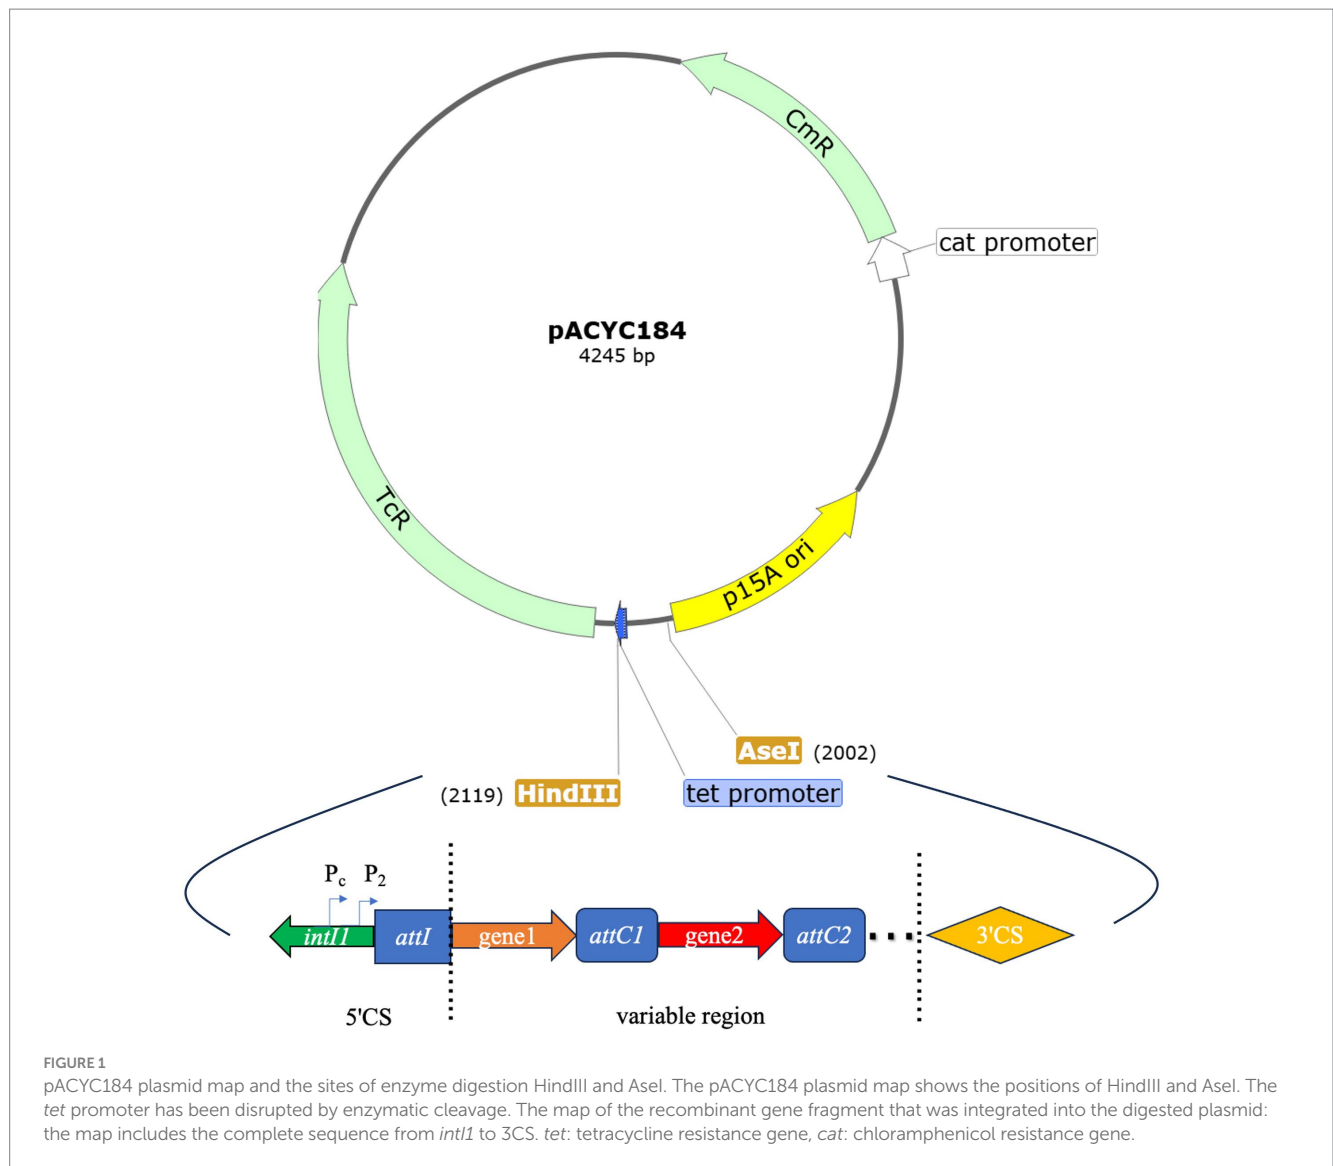 CmR
cat promoter
pACYC184
4245 bp
TcR
p15A ori
AseI (2002)
(2119) HindIII
tet promoter
Pc P2
intI1 attI gene1 attC1 gene2 attC2 3'CS
5'CS variable region
FIGURE 1
pACYC184 plasmid map and the sites of enzyme digestion HindIII and AseI. The pACYC184 plasmid map shows the positions of HindIII and AseI. The
tet promoter has been disrupted by enzymatic cleavage. The map of the recombinant gene fragment that was integrated into the digested plasmid:
the map includes the complete sequence from intI1 to 3CS. tet: tetracycline resistance gene, cat: chloramphenicol resistance gene.